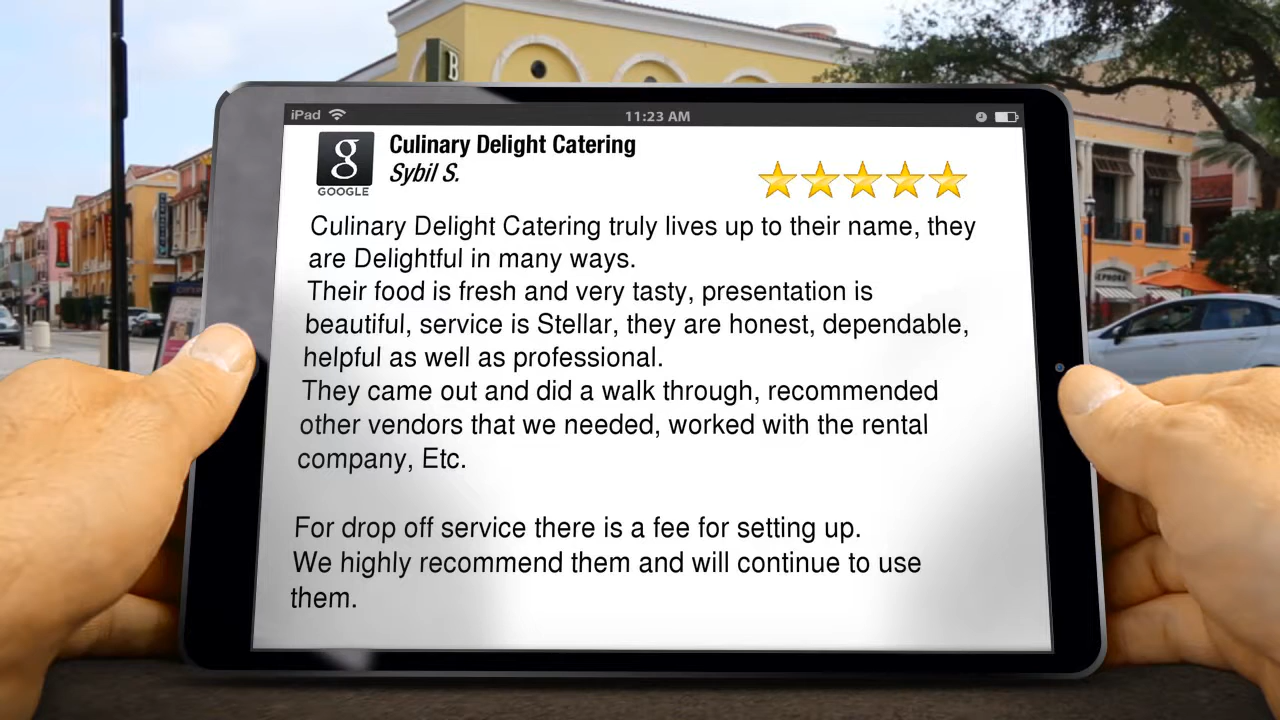 B
iPad
11:23 AM
g
GOOGLE
Culinary Delight Catering
Sybil S.
Culinary Delight Catering truly lives up to their name, they
are Delightful in many ways.
Their food is fresh and very tasty, presentation is
beautiful, service is Stellar, they are honest, dependable,
helpful as well as professional.
They came out and did a walk through, recommended
other vendors that we needed, worked with the rental
company, Etc.
For drop off service there is a fee for setting up.
We highly recommend them and will continue to use
them.
SEPHORA